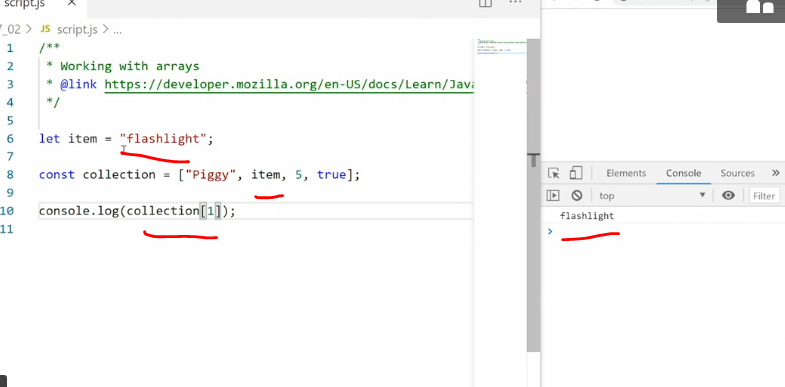 script.js
7_02 > JS script.js > ...
1 /**
2 * Working with arrays
3 * @link https://developer.mozilla.org/en-US/docs/Learn/Java
4 */
5
6 let item = "flashlight";
7
8 const collection = ["Piggy", item, 5, true];
9
10 console.log(collection[1]);
11
Elements Console Sources »
top Filter
flashlight
>